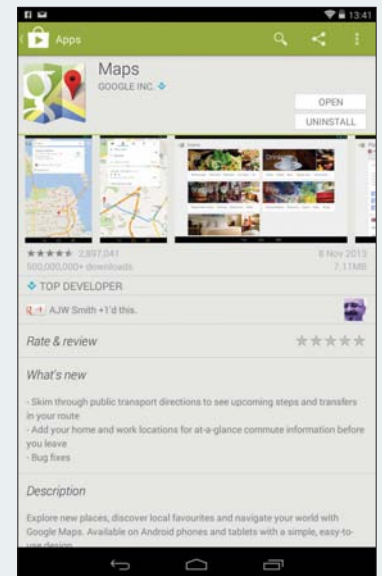 13:41
Apps
Maps
GOOGLE INC.
OPEN
UNINSTALL
2,897,041
8 Nov 2013
500,000,000+ downloads
7.11MB
TOP DEVELOPER
AJW Smith +1'd this.
Rate & review
What's new
- Skim through public transport directions to see upcoming steps and transfers
in your route
- Add your home and work locations for at-a-glance commute information before
you leave
- Bug fixes
Description
Explore new places, discover local favourites and navigate your world with
Google Maps. Available on Android phones and tablets with a simple, easy-to-
use design